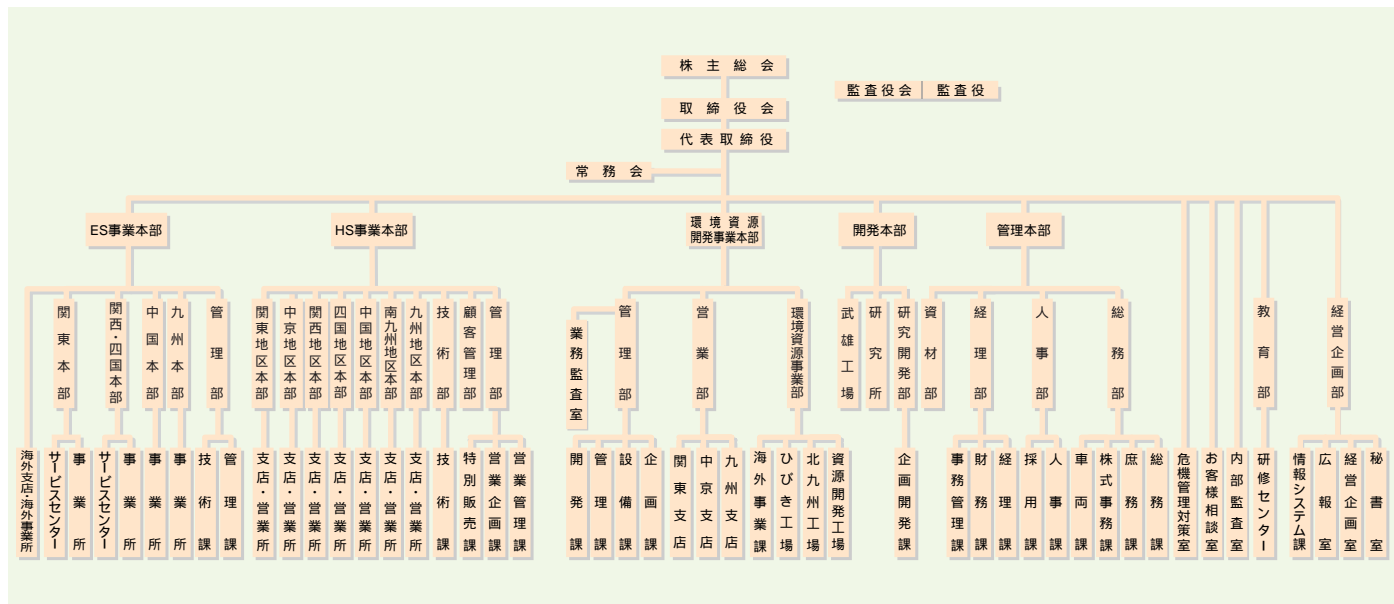 株主総会
監査役会 監査役
取締役会
代表取締役
常務会
ES事業本部
HS事業本部
環境資源
開発事業本部
開発本部
管理本部
関東本部
関西・四国本部
中国本部
九州本部
管理部
関東地区本部
中京地区本部
関西地区本部
四国地区本部
中国地区本部
南九州地区本部
九州地区本部
技術部
顧客管理部
管理部
業務監査室
管理部
営業部
環境資源事業部
武雄工場
研究所
研究開発部
資材部
経理部
人事部
総務部
教育部
経営企画部
海外支店・海外事業所
サービスセンター
事業所
サービスセンター
事業所
事業所
事業所
技術課
管理課
支店・営業所
支店・営業所
支店・営業所
支店・営業所
支店・営業所
支店・営業所
支店・営業所
技術課
特別販売課
営業企画課
営業管理課
開発課
管理課
設備課
企画課
関東支店
中京支店
九州支店
海外事業課
ひびき工場
北九州工場
資源開発工場
企画開発課
事務管理課
財務課
経理課
採用課
人事課
車両課
株式事務課
庶務課
総務課
危機管理対策室
お客様相談室
内部監査室
研修センター
情報システム課
広報室
経営企画室
秘書室